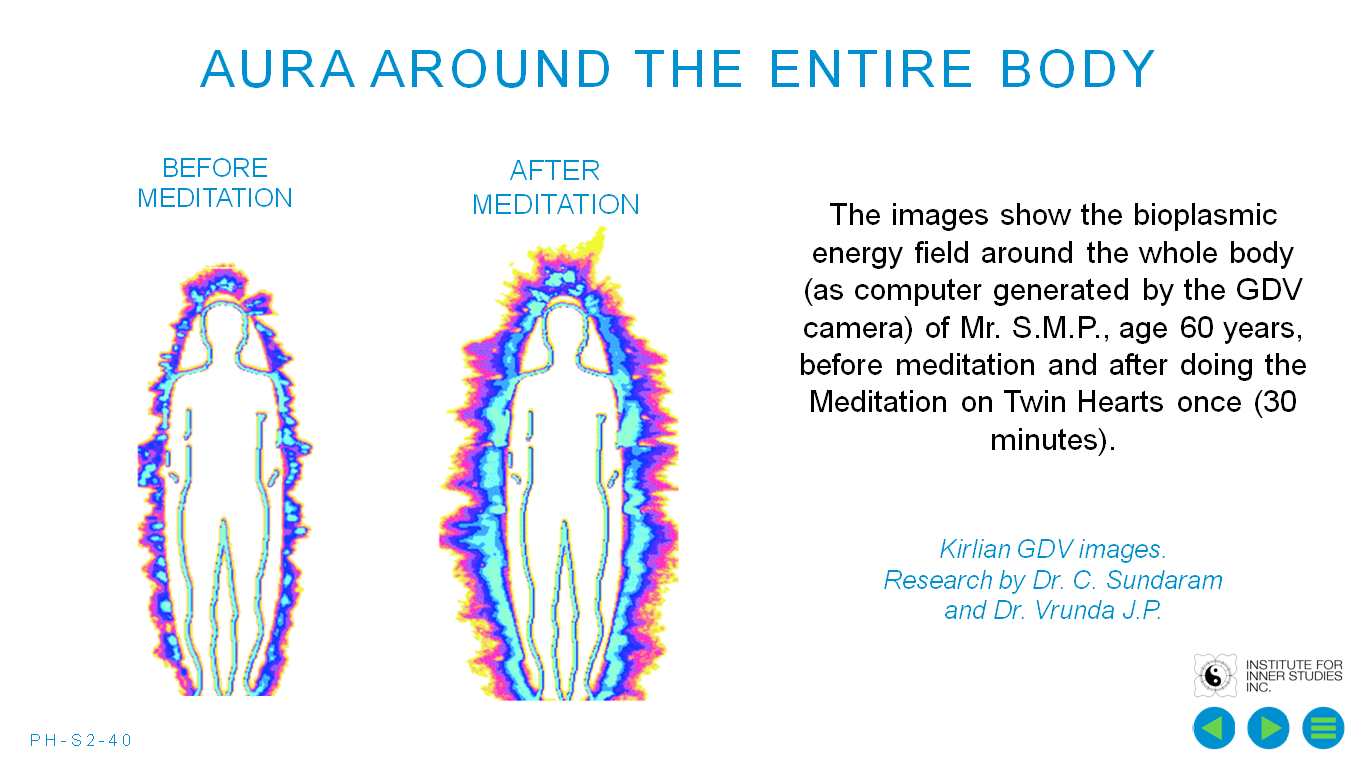 AURA AROUND THE ENTIRE BODY
BEFORE
MEDITATION
AFTER
MEDITATION
The images show the bioplasmic
energy field around the whole body
(as computer generated by the GDV
camera) of Mr. S.M.P., age 60 years,
before meditation and after doing the
Meditation on Twin Hearts once (30
minutes).
Kirlian GDV images.
Research by Dr. C. Sundaram
and Dr. Vrunda J.P.
INSTITUTE FOR
INNER STUDIES
INC.
PH-S2-40